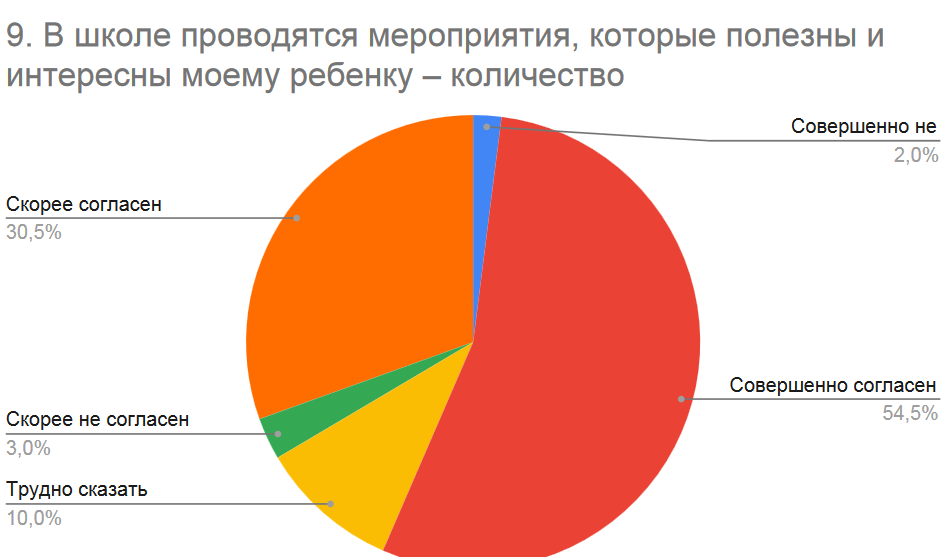 9. В школе проводятся мероприятия, которые полезны и
интересны моему ребенку – количество
Совершенно не
2,0%
Скорее согласен
30,5%
Совершенно согласен
54,5%
Скорее не согласен
3,0%
Трудно сказать
10,0%